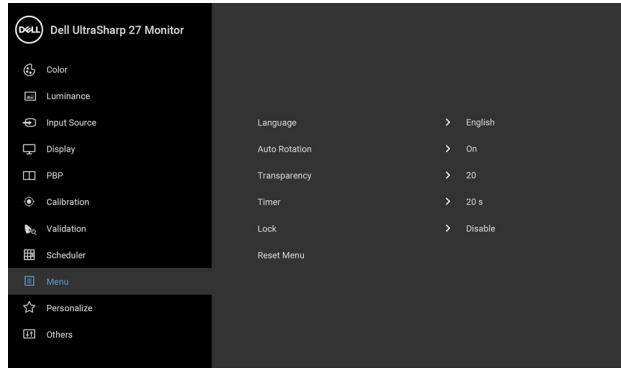 DELL Dell UltraSharp 27 Monitor
Color
Luminance
Input Source
Language English
Display
Auto Rotation On
PBP
Transparency 20
Calibration
Timer 20 s
Validation
Lock Disable
Scheduler
Reset Menu
Menu
Personalize
Others